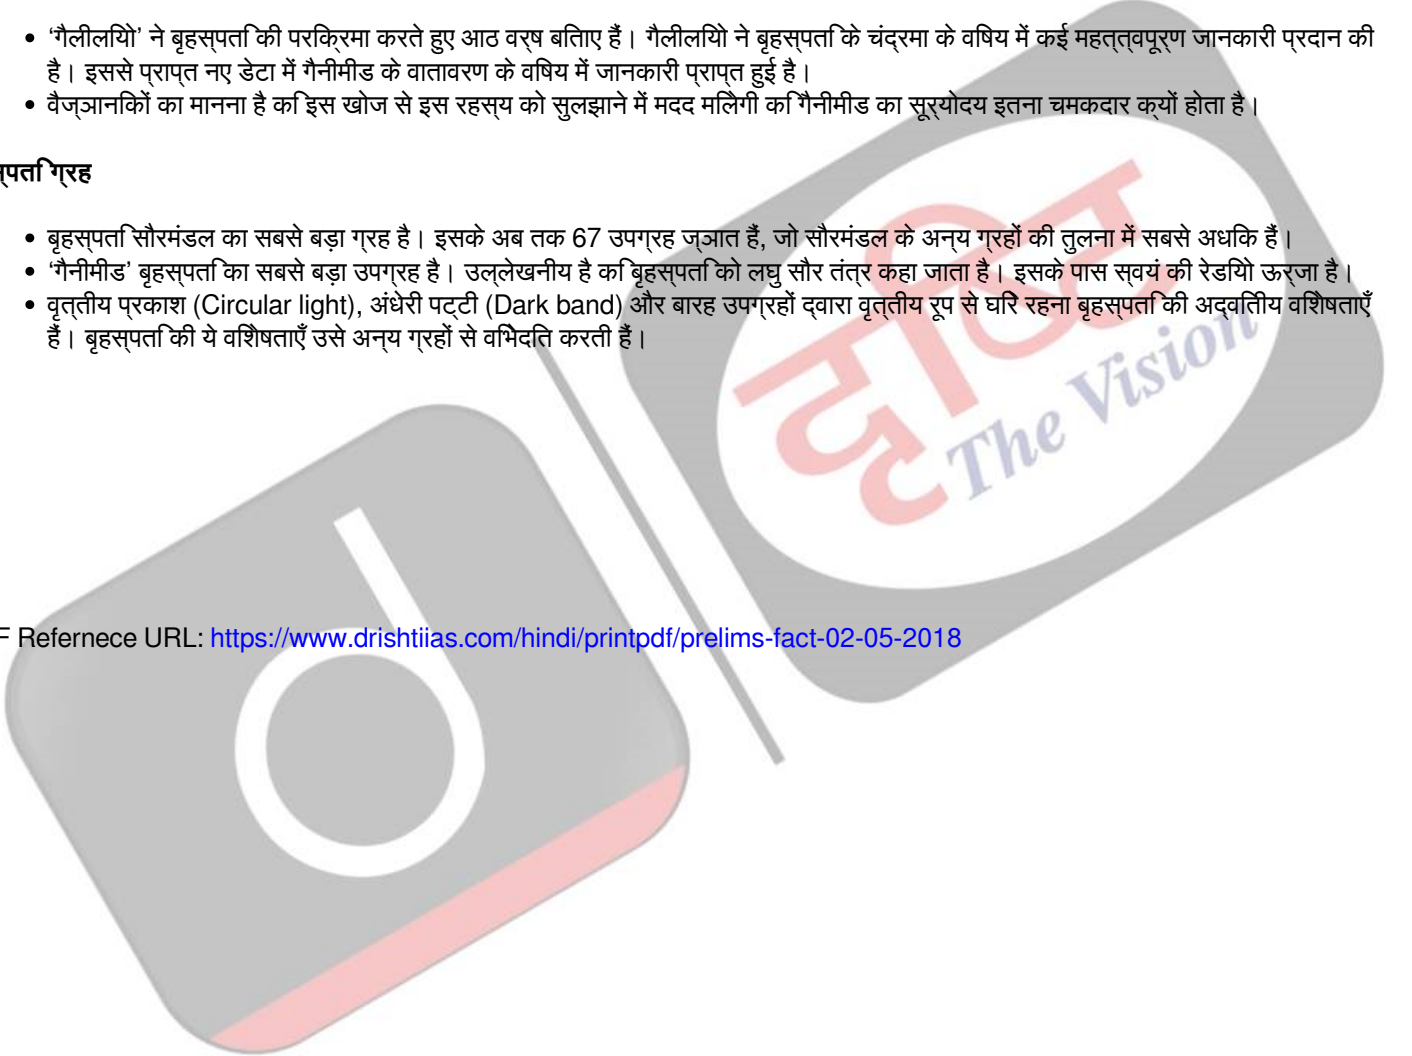 • ‘गैलीलियो’ ने बृहस्पति की परिक्रमा करते हुए आठ वर्ष बिताए हैं। गैलीलियो ने बृहस्पति के चंद्रमा के विषय में कई महत्त्वपूर्ण जानकारी प्रदान की
है। इससे प्राप्त नए डेटा में गैनीमीड के वातावरण के विषय में जानकारी प्राप्त हुई है।
• वैज्ञानिकों का मानना है कि इस खोज से इस रहस्य को सुलझाने में मदद मिलेगी कि गैनीमीड का सूर्योदय इतना चमकदार क्यों होता है।
स्पति ग्रह
• बृहस्पति सौरमंडल का सबसे बड़ा ग्रह है। इसके अब तक 67 उपग्रह ज्ञात हैं, जो सौरमंडल के अन्य ग्रहों की तुलना में सबसे अधिक हैं।
• ‘गैनीमीड’ बृहस्पति का सबसे बड़ा उपग्रह है। उल्लेखनीय है कि बृहस्पति को लघु सौर तंत्र कहा जाता है। इसके पास स्वयं की रेडियो ऊर्जा है।
• वृत्तीय प्रकाश (Circular light), अंधेरी पट्टी (Dark band) और बारह उपग्रहों द्वारा वृत्तीय रूप से घिरे रहना बृहस्पति की अद्वितीय विशेषताएँ
हैं। बृहस्पति की ये विशेषताएँ उसे अन्य ग्रहों से विभेदित करती हैं।
दृष्टि
The Vision
F Refernece URL: https://www.drishtiias.com/hindi/printpdf/prelims-fact-02-05-2018
d